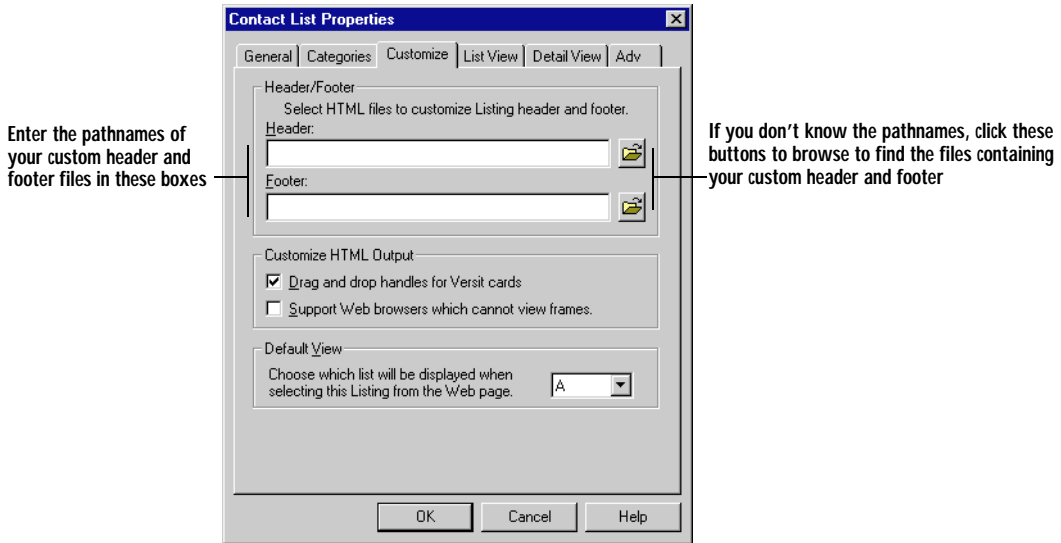 Contact List Properties
General Categories Customize List View Detail View Adv
Header/Footer
Select HTML files to customize Listing header and footer.
Header:
Footer:
Enter the pathnames of
your custom header and
footer files in these boxes
If you don't know the pathnames, click these
buttons to browse to find the files containing
your custom header and footer
Customize HTML Output
Drag and drop handles for Versit cards
Support Web browsers which cannot view frames.
Default View
Choose which list will be displayed when
selecting this Listing from the Web page.
A
OK Cancel Help